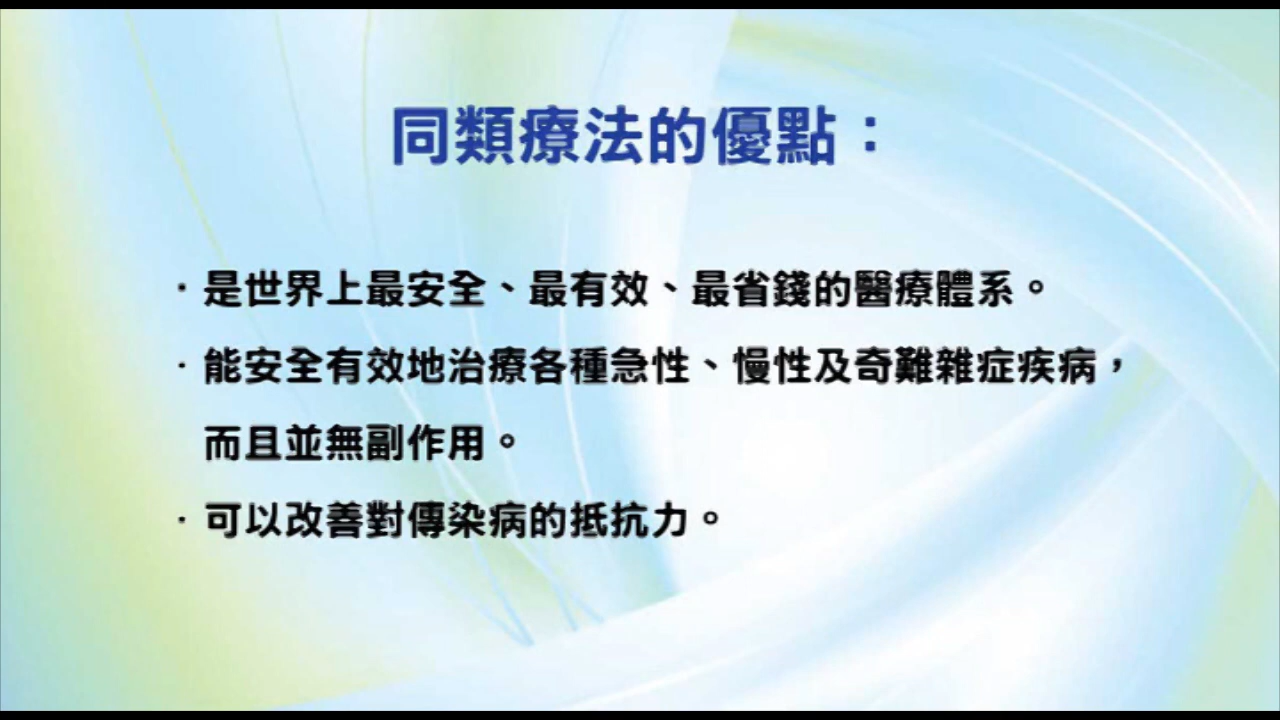 同類療法的優點：
·是世界上最安全、最有效、最省錢的醫療體系。
·能安全有效地治療各種急性、慢性及奇難雜症疾病，
而且並無副作用。
·可以改善對傳染病的抵抗力。